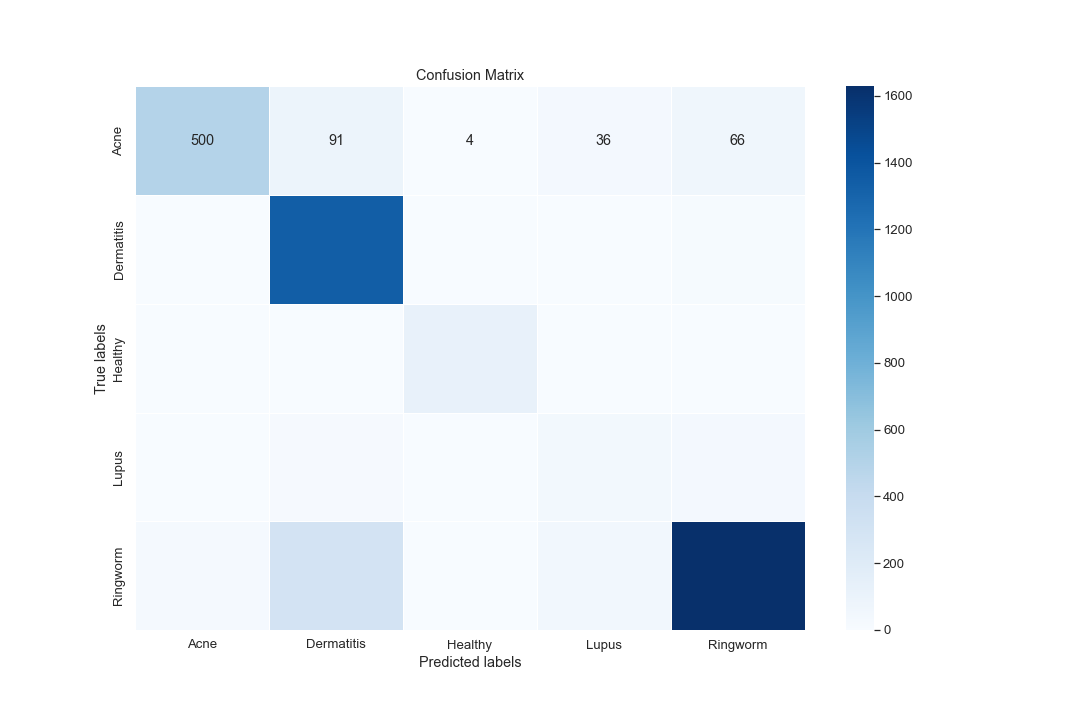 Confusion Matrix
True labels
Acne
500 91 4 36 66
Dermatitis
Healthy
Lupus
Ringworm
Acne Dermatitis Healthy Lupus Ringworm
Predicted labels
1600
1400
1200
1000
800
600
400
200
0